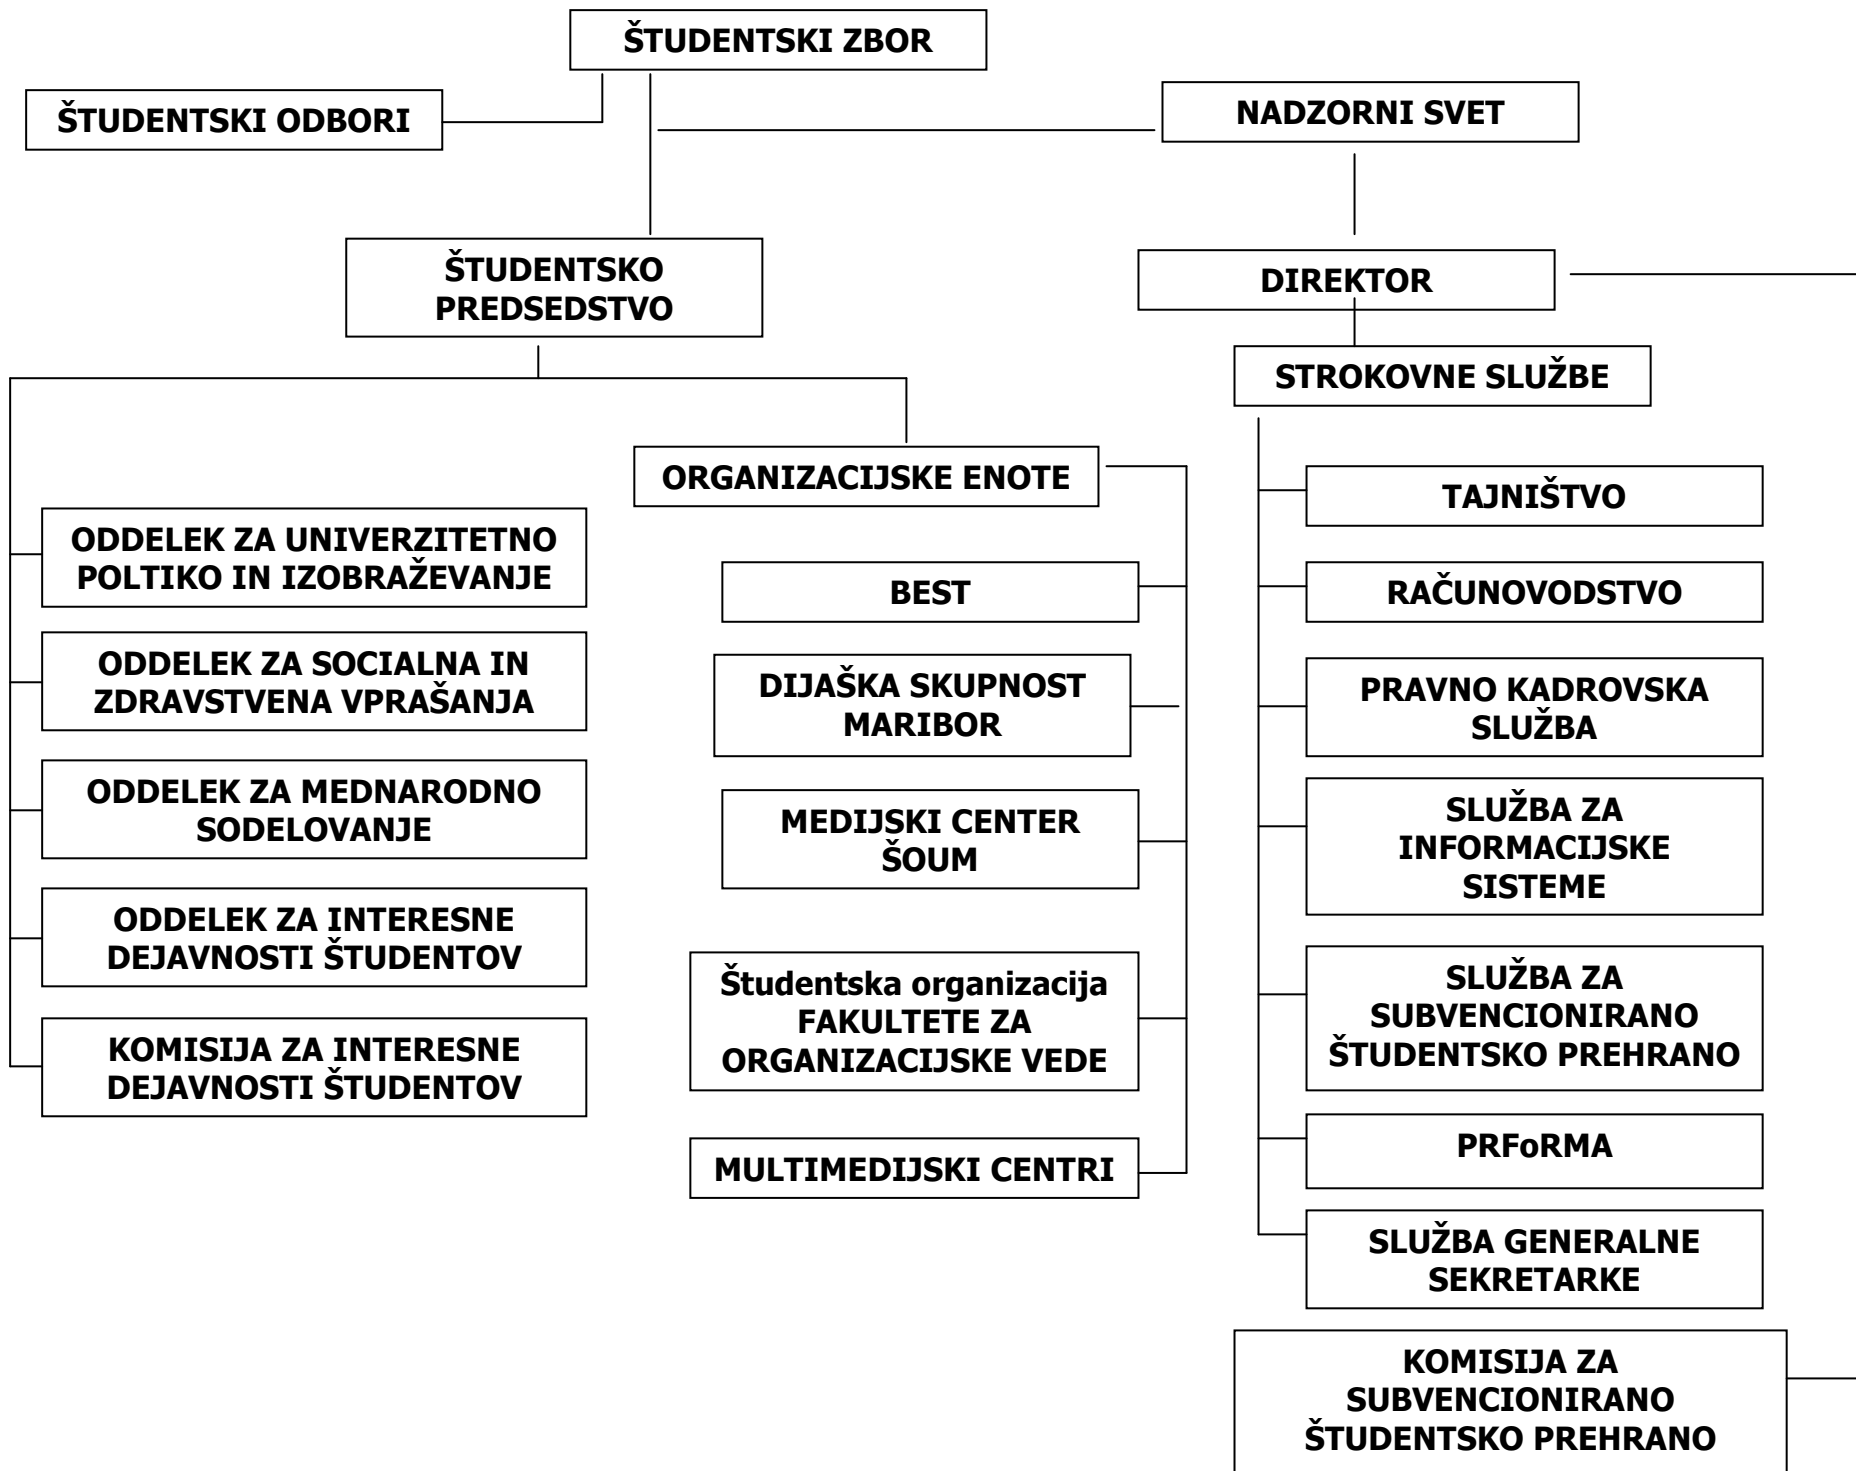 ŠTUDENTSKI ZBOR
ŠTUDENTSKI ODBORI
NADZORNI SVET
ŠTUDENTSKO
PREDSEDSTVO
DIREKTOR
STROKOVNE SLUŽBE
ORGANIZACIJSKE ENOTE
ODDELEK ZA UNIVERZITETNO
POLTIKO IN IZOBRAŽEVANJE
ODDELEK ZA SOCIALNA IN
ZDRAVSTVENA VPRAŠANJA
ODDELEK ZA MEDNARODNO
SODELOVANJE
ODDELEK ZA INTERESNE
DEJAVNOSTI ŠTUDENTOV
KOMISIJA ZA INTERESNE
DEJAVNOSTI ŠTUDENTOV
BEST
DIJAŠKA SKUPNOST
MARIBOR
MEDIJSKI CENTER
ŠOUM
Študentska organizacija
FAKULTETE ZA
ORGANIZACIJSKE VEDE
MULTIMEDIJSKI CENTRI
TAJNIŠTVO
RAČUNOVODSTVO
PRAVNO KADROVSKA
SLUŽBA
SLUŽBA ZA
INFORMACIJSKE
SISTEME
SLUŽBA ZA
SUBVENCIONIRANO
ŠTUDENTSKO PREHRANO
PRFoRMA
SLUŽBA GENERALNE
SEKRETARKE
KOMISIJA ZA
SUBVENCIONIRANO
ŠTUDENTSKO PREHRANO